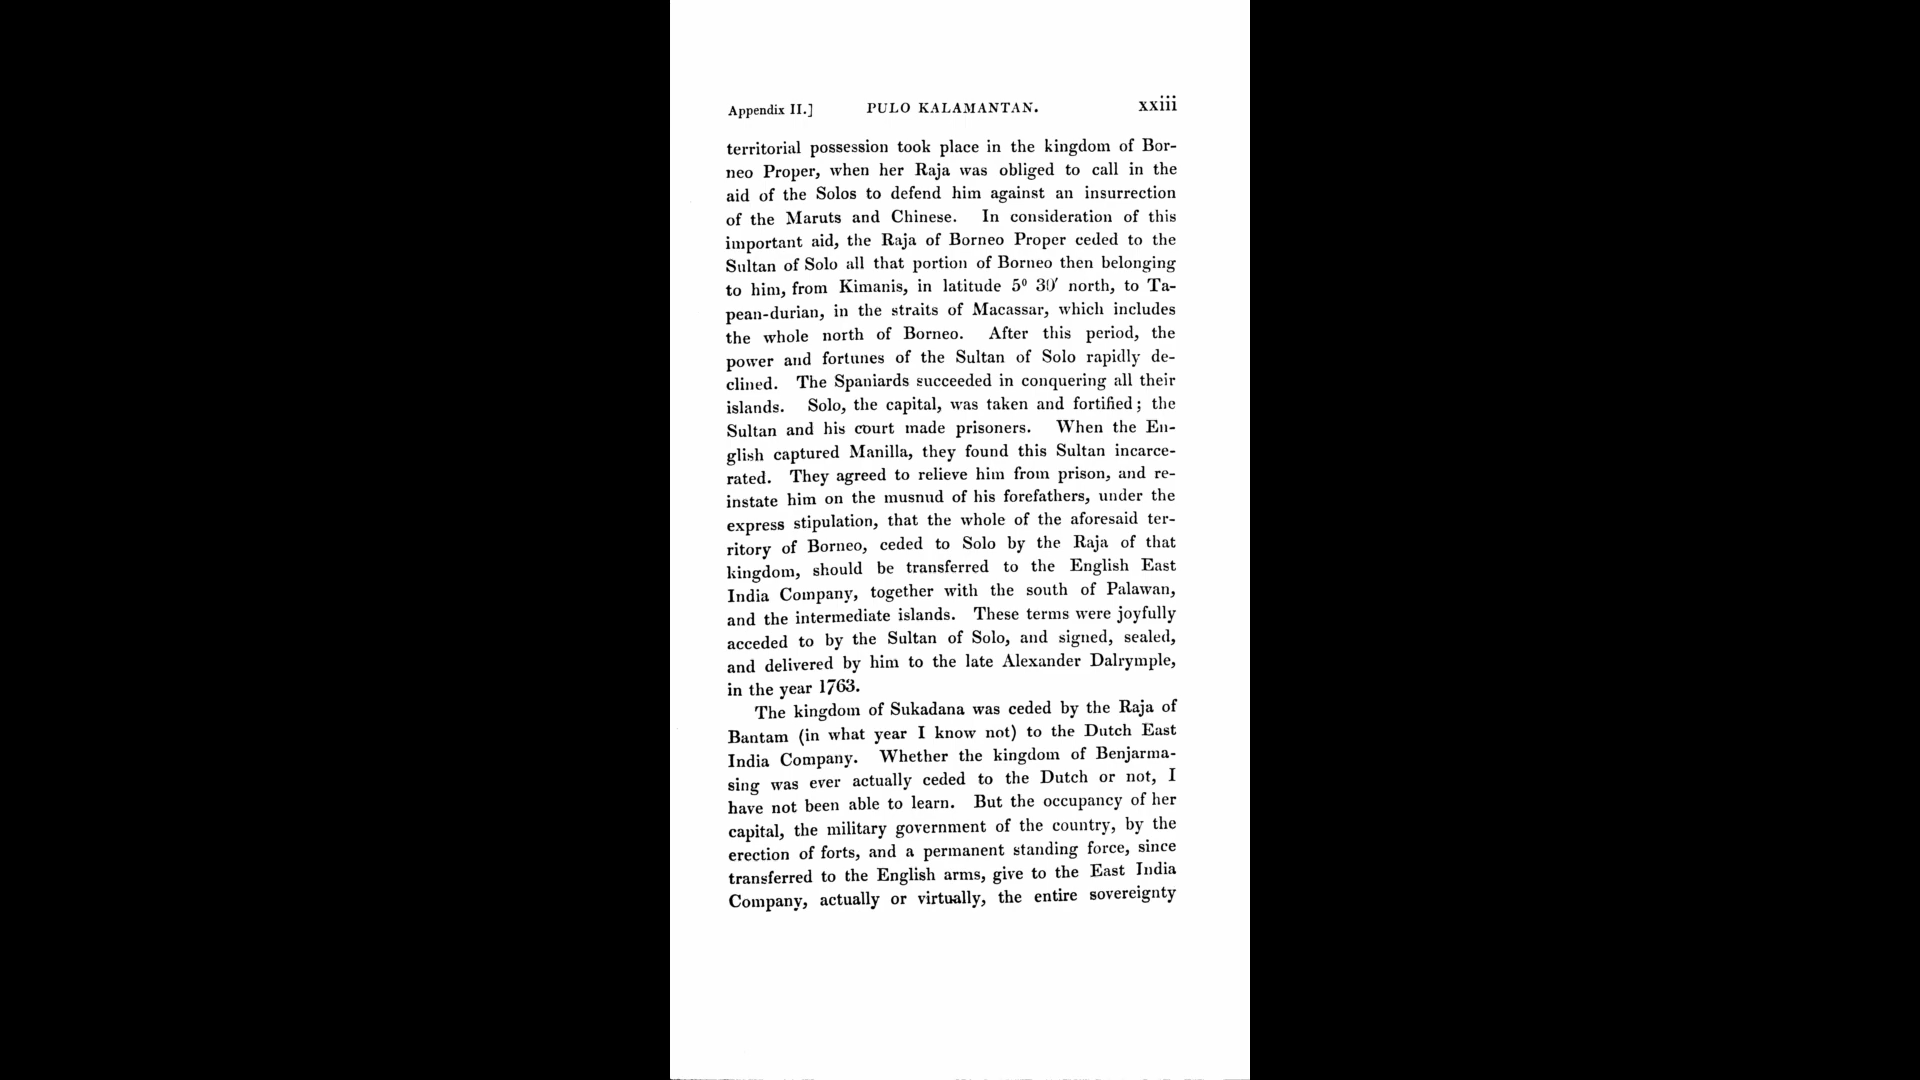 Appendix II.] PULO KALAMANTAN. xxiii
territorial possession took place in the kingdom of Bor-
neo Proper, when her Raja was obliged to call in the
aid of the Solos to defend him against an insurrection
of the Maruts and Chinese. In consideration of this
important aid, the Raja of Borneo Proper ceded to the
Sultan of Solo all that portion of Borneo then belonging
to him, from Kimanis, in latitude 5⁰ 30′ north, to Ta-
pean-durian, in the straits of Macassar, which includes
the whole north of Borneo. After this period, the
power and fortunes of the Sultan of Solo rapidly de-
clined. The Spaniards succeeded in conquering all their
islands. Solo, the capital, was taken and fortified; the
Sultan and his court made prisoners. When the En-
glish captured Manilla, they found this Sultan incarce-
rated. They agreed to relieve him from prison, and re-
instate him on the musnud of his forefathers, under the
express stipulation, that the whole of the aforesaid ter-
ritory of Borneo, ceded to Solo by the Raja of that
kingdom, should be transferred to the English East
India Company, together with the south of Palawan,
and the intermediate islands. These terms were joyfully
acceded to by the Sultan of Solo, and signed, sealed,
and delivered by him to the late Alexander Dalrymple,
in the year 1763.
The kingdom of Sukadana was ceded by the Raja of
Bantam (in what year I know not) to the Dutch East
India Company. Whether the kingdom of Benjarma-
sing was ever actually ceded to the Dutch or not, I
have not been able to learn. But the occupancy of her
capital, the military government of the country, by the
erection of forts, and a permanent standing force, since
transferred to the English arms, give to the East India
Company, actually or virtually, the entire sovereignty